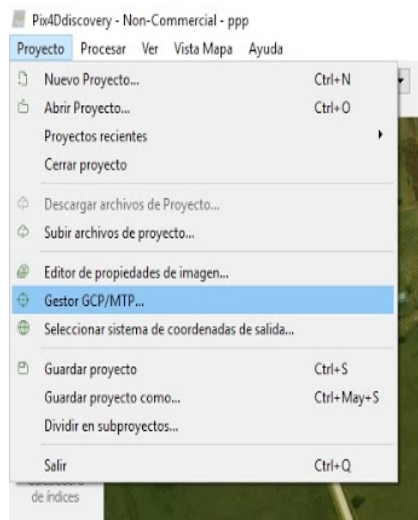 Pix4Ddiscovery - Non-Commercial - ppp
Proyecto Procesar Ver Vista Mapa Ayuda
Nuevo Proyecto... Ctrl+N
Abrir Proyecto... Ctrl+O
Proyectos recientes
Cerrar proyecto
Descargar archivos de Proyecto...
Subir archivos de proyecto...
Editor de propiedades de imagen...
Gestor GCP/MTP...
Seleccionar sistema de coordenadas de salida...
Guardar proyecto Ctrl+S
Guardar proyecto como... Ctrl+May+S
Dividir en subproyectos...
Salir Ctrl+Q
de índices